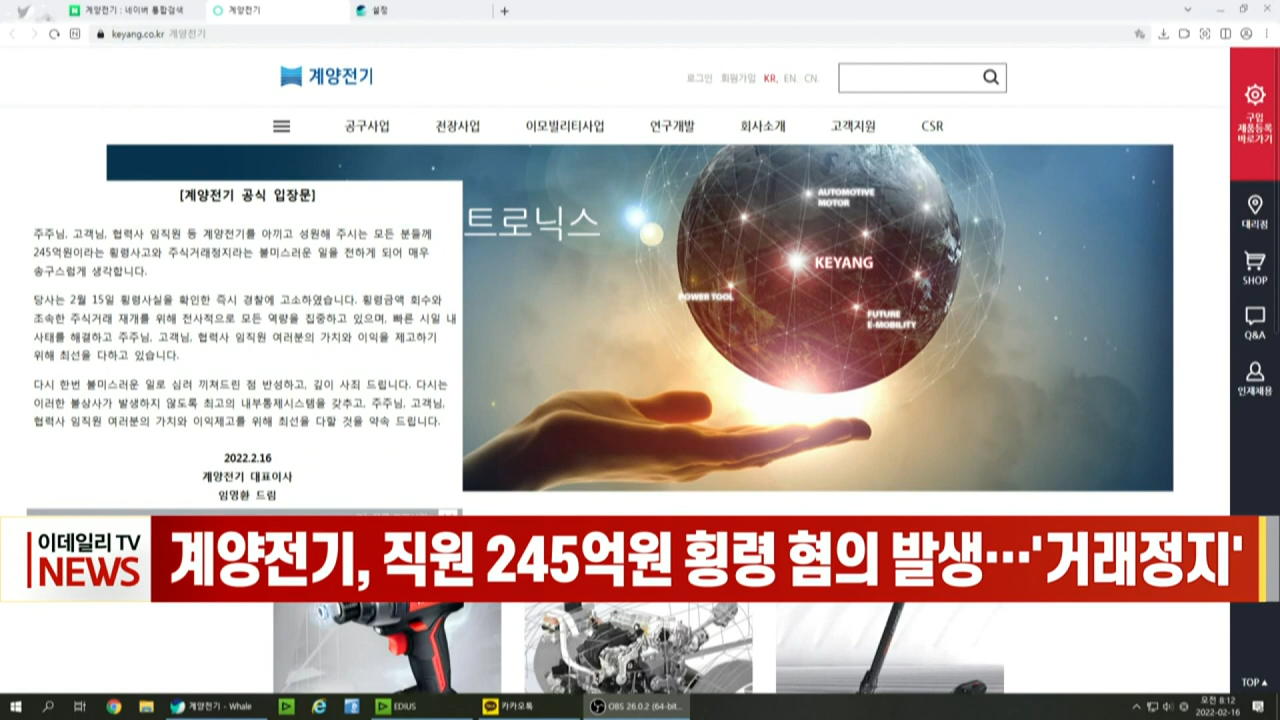 계양전기 : 네이버 통합검색
계양전기
설정
keyang.co.kr 계양전기
계양전기
로그인 회원가입 KR, EN. CN.
공구사업 전장사업 이모빌리티사업 연구개발 회사소개 고객지원 CSR
구입
제품등록
바로가기
대리점
SHOP
Q&A
인재채용
트로닉스
AUTOMOTIVE
MOTOR
KEYANG
POWER TOOL
FUTURE
E-MOBILITY
[계양전기 공식 입장문]
주주님, 고객님, 협력사 임직원 등 계양전기를 아끼고 성원해 주시는 모든 분들께
245억원이라는 횡령사고와 주식거래정지라는 불미스러운 일을 전하게 되어 매우
송구스럽게 생각합니다.
당사는 2월 15일 횡령사실을 확인한 즉시 경찰에 고소하였습니다. 횡령금액 회수와
조속한 주식거래 재개를 위해 전사적으로 모든 역량을 집중하고 있으며, 빠른 시일 내
사태를 해결하고 주주님, 고객님, 협력사 임직원 여러분의 가치와 이익을 제고하기
위해 최선을 다하고 있습니다.
다시 한번 불미스러운 일로 심려 끼쳐드린 점 반성하고, 깊이 사죄 드립니다. 다시는
이러한 불상사가 발생하지 않도록 최고의 내부통제시스템을 갖추고, 주주님, 고객님,
협력사 임직원 여러분의 가치와 이익제고를 위해 최선을 다할 것을 약속 드립니다.
2022.2.16
계양전기 대표이사
임영환 드림
이데일리 TV
NEWS
계양전기, 직원 245억원 횡령 혐의 발생…'거래정지'
TOP▲
계양전기 - Whale
EDIUS
카카오톡
OBS 26.0.2 (64-bit...
오전 8:12
2022-02-16